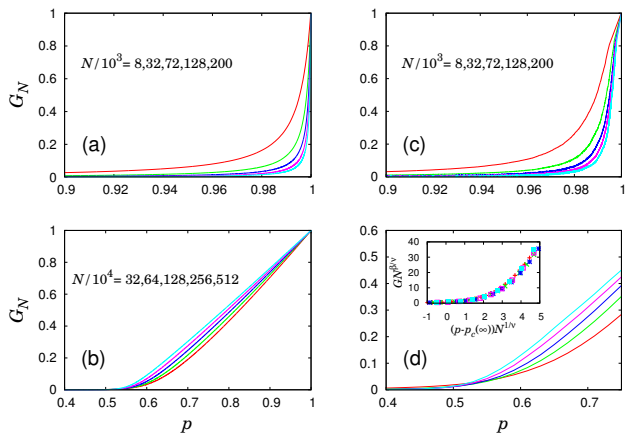 1
0.8
0.6
0.4
0.2
0
G_N
N/10^3= 8,32,72,128,200
(a)
0.9 0.92 0.94 0.96 0.98 1
1
0.8
0.6
0.4
0.2
0
N/10^3= 8,32,72,128,200
(c)
0.9 0.92 0.94 0.96 0.98 1
1
0.8
0.6
0.4
0.2
0
G_N
N/10^4= 32,64,128,256,512
(b)
0.4 0.5 0.6 0.7 0.8 0.9 1
p
0.6
0.5
0.4
0.3
0.2
0.1
0
40
30
20
10
0
GN^{β/ν}
-1 0 1 2 3 4 5
(p-p_c(∞))N^{1/ν}
(d)
0.4 0.5 0.6 0.7
p